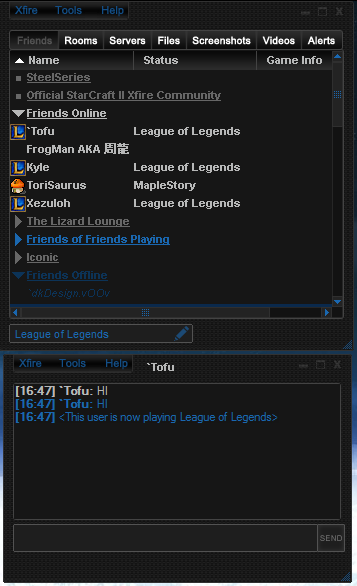 Xfire Tools Help
Friends Rooms Servers Files Screenshots Videos Alerts
Name Status Game Info
SteelSeries
Official StarCraft II Xfire Community
Friends Online
`Tofu League of Legends
FrogMan AKA 周龍
Kyle League of Legends
ToriSaurus MapleStory
Xezuloh League of Legends
The Lizard Lounge
Friends of Friends Playing
Iconic
Friends Offline
League of Legends
Xfire Tools Help
`Tofu
[16:47] `Tofu: HI
[16:47] `Tofu: HI
[16:47] <This user is now playing League of Legends>
SEND